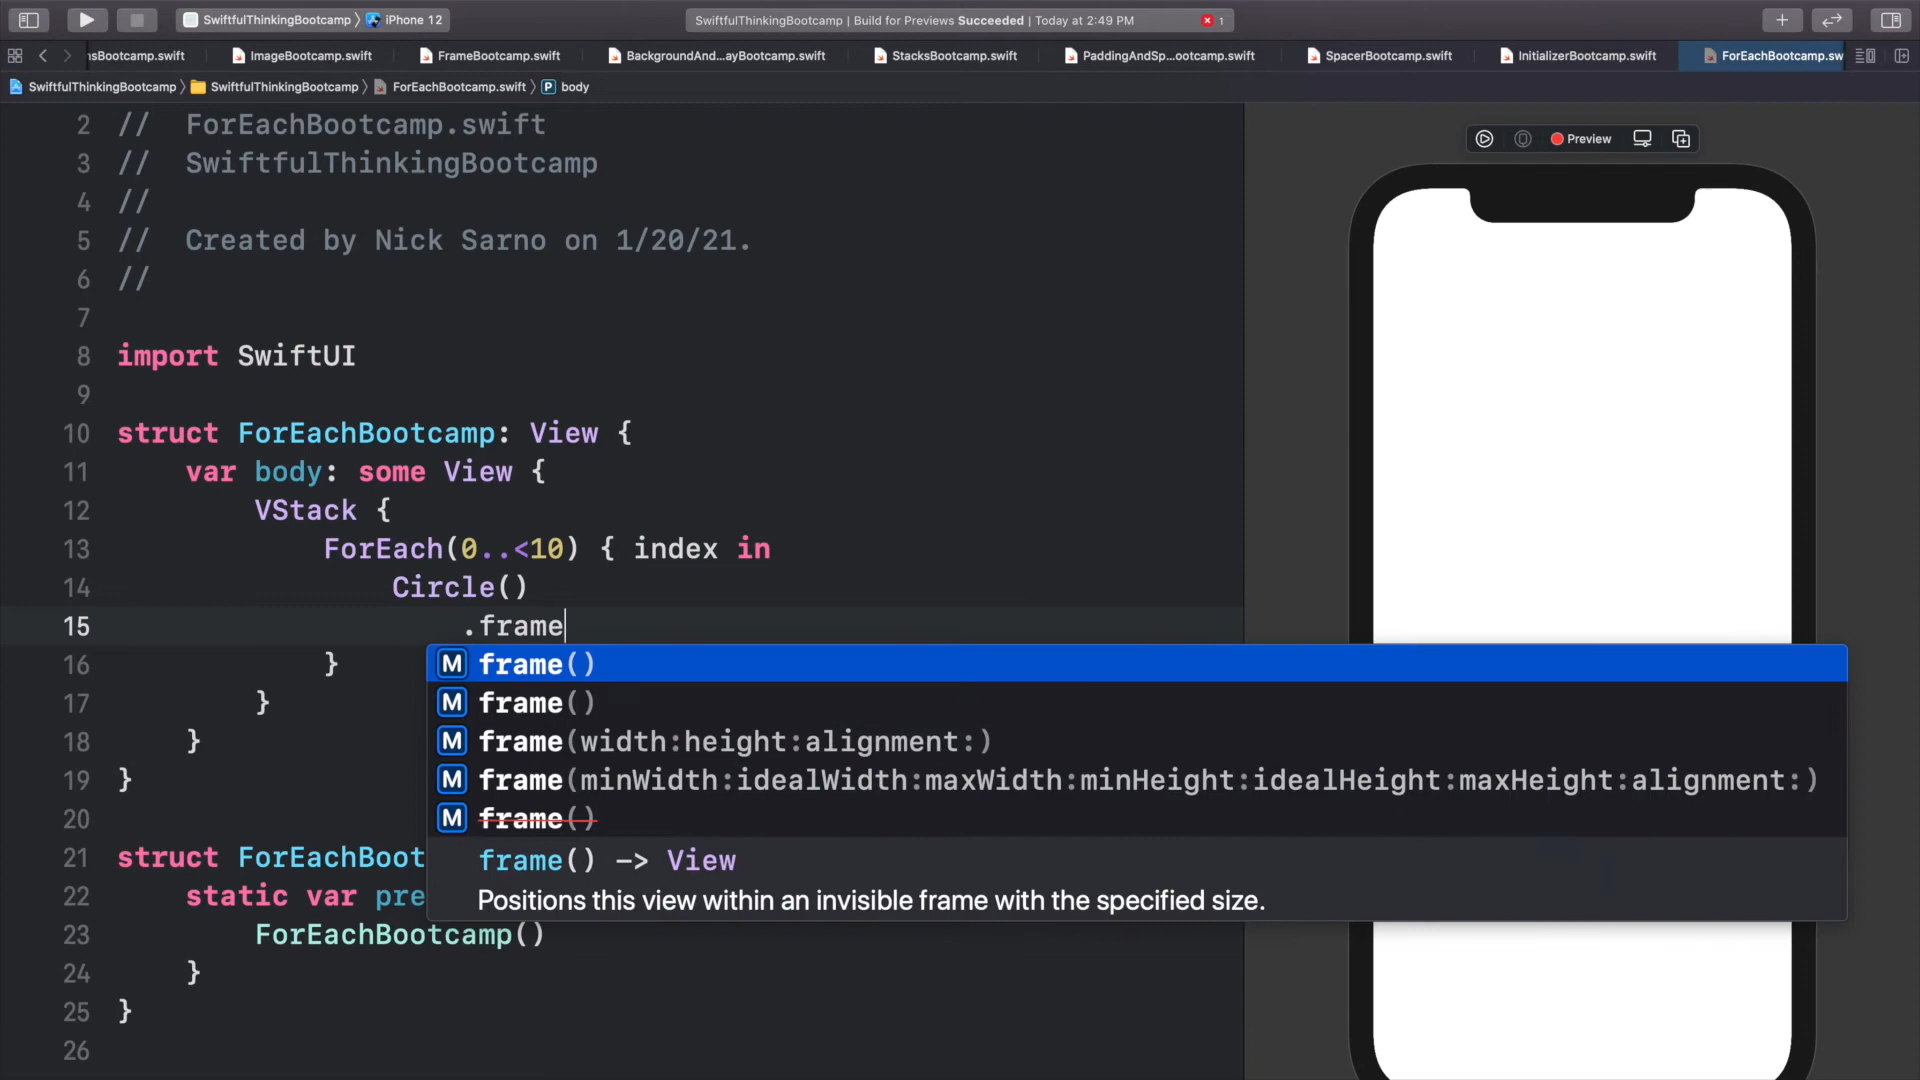 SwiftfulThinkingBootcamp 〉 iPhone 12
SwiftfulThinkingBootcamp | Build for Previews Succeeded | Today at 2:49 PM
1
nsBootcamp.swift
ImageBootcamp.swift
FrameBootcamp.swift
BackgroundAnd...ayBootcamp.swift
StacksBootcamp.swift
PaddingAndSp...ootcamp.swift
SpacerBootcamp.swift
InitializerBootcamp.swift
ForEachBootcamp.sw
SwiftfulThinkingBootcamp 〉 SwiftfulThinkingBootcamp 〉 ForEachBootcamp.swift 〉 P body
Preview
2 //  ForEachBootcamp.swift
3 //  SwiftfulThinkingBootcamp
4 //
5 //  Created by Nick Sarno on 1/20/21.
6 //
7
8 import SwiftUI
9
10 struct ForEachBootcamp: View {
11     var body: some View {
12         VStack {
13             ForEach(0..<10) { index in
14                 Circle()
15                     .frame
16             }
17         }
18     }
19 }
20
21 struct ForEachBoot
22     static var pre
23         ForEachBootcamp()
24     }
25 }
26
M frame()
M frame()
M frame(width:height:alignment:)
M frame(minWidth:idealWidth:maxWidth:minHeight:idealHeight:maxHeight:alignment:)
M frame()
frame() -> View
Positions this view within an invisible frame with the specified size.